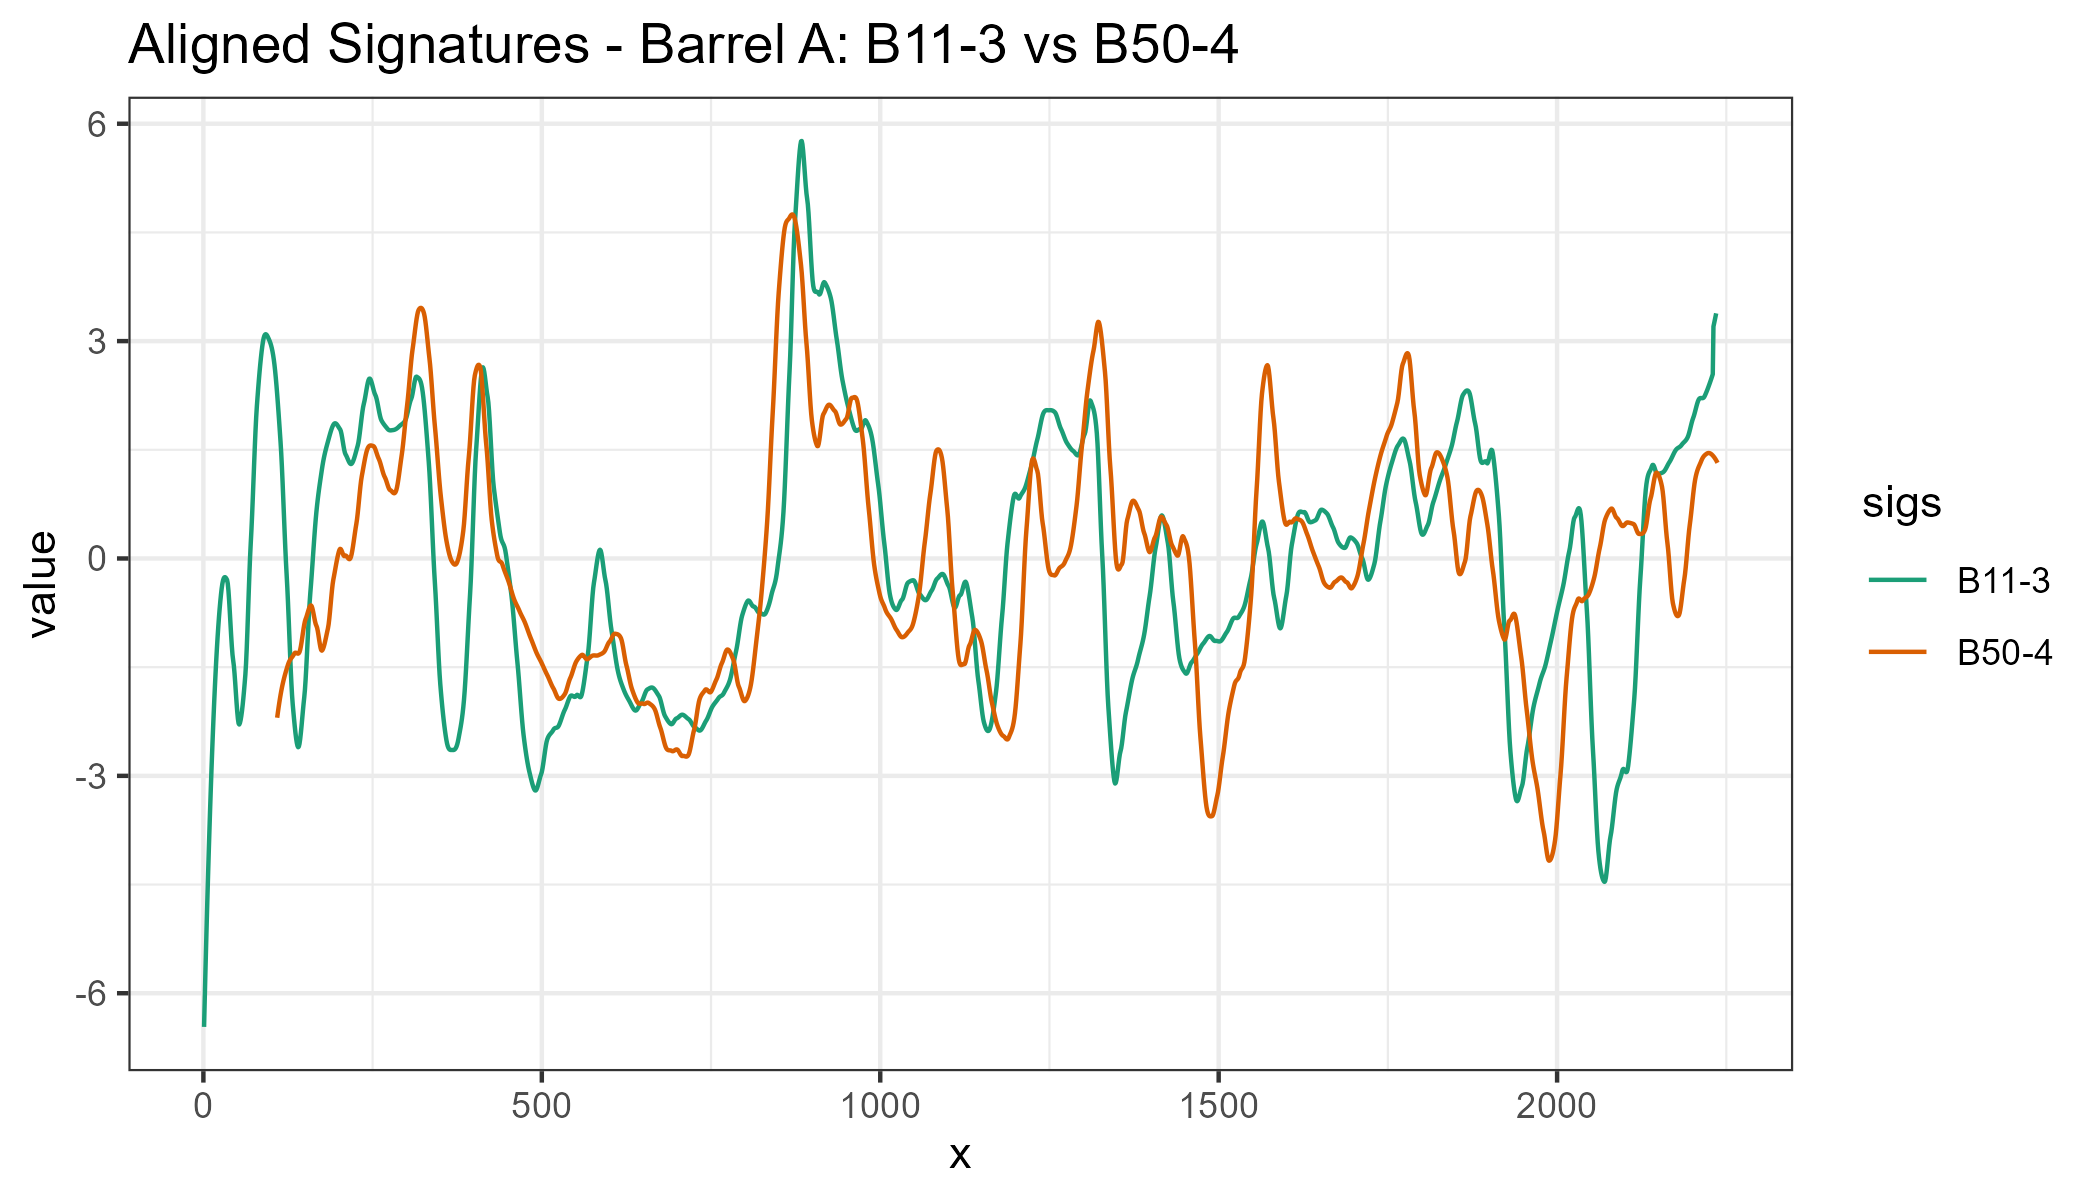 Aligned Signatures - Barrel A: B11-3 vs B50-4
value
6
3
0
-3
-6
0 500 1000 1500 2000
x
sigs
B11-3
B50-4